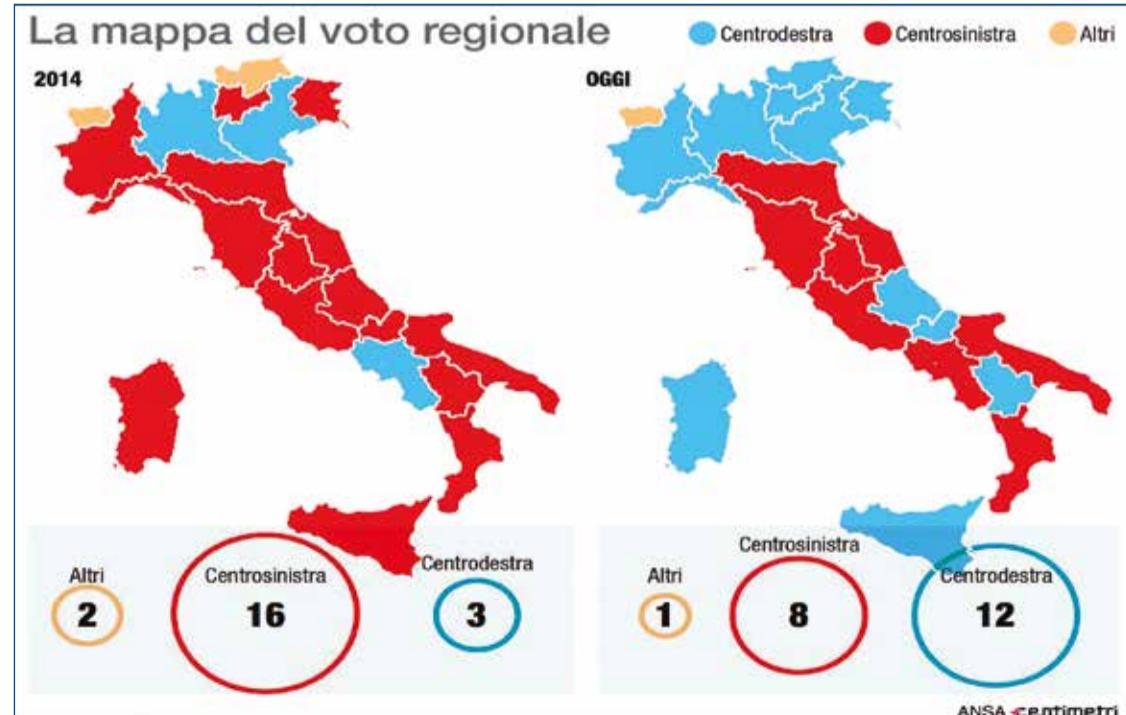 La mappa del voto regionale
Centrodestra Centrosinistra Altri
2014
OGGI
Altri
2
Centrosinistra
16
Centrodestra
3
Altri
1
Centrosinistra
8
Centrodestra
12
ANSA centimetri